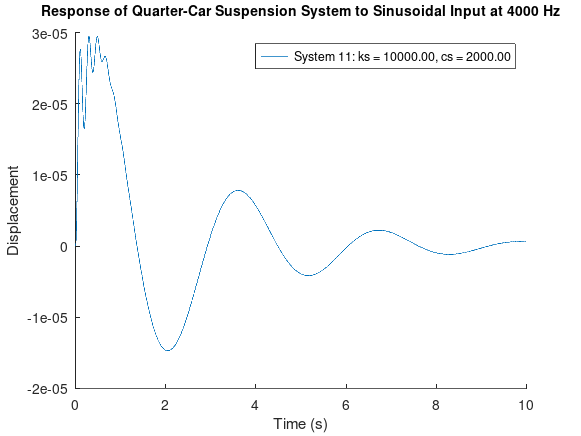 Response of Quarter-Car Suspension System to Sinusoidal Input at 4000 Hz
3e-05
System 11: ks = 10000.00, cs = 2000.00
2e-05
1e-05
Displacement
0
-1e-05
-2e-05
0 2 4 6 8 10
Time (s)